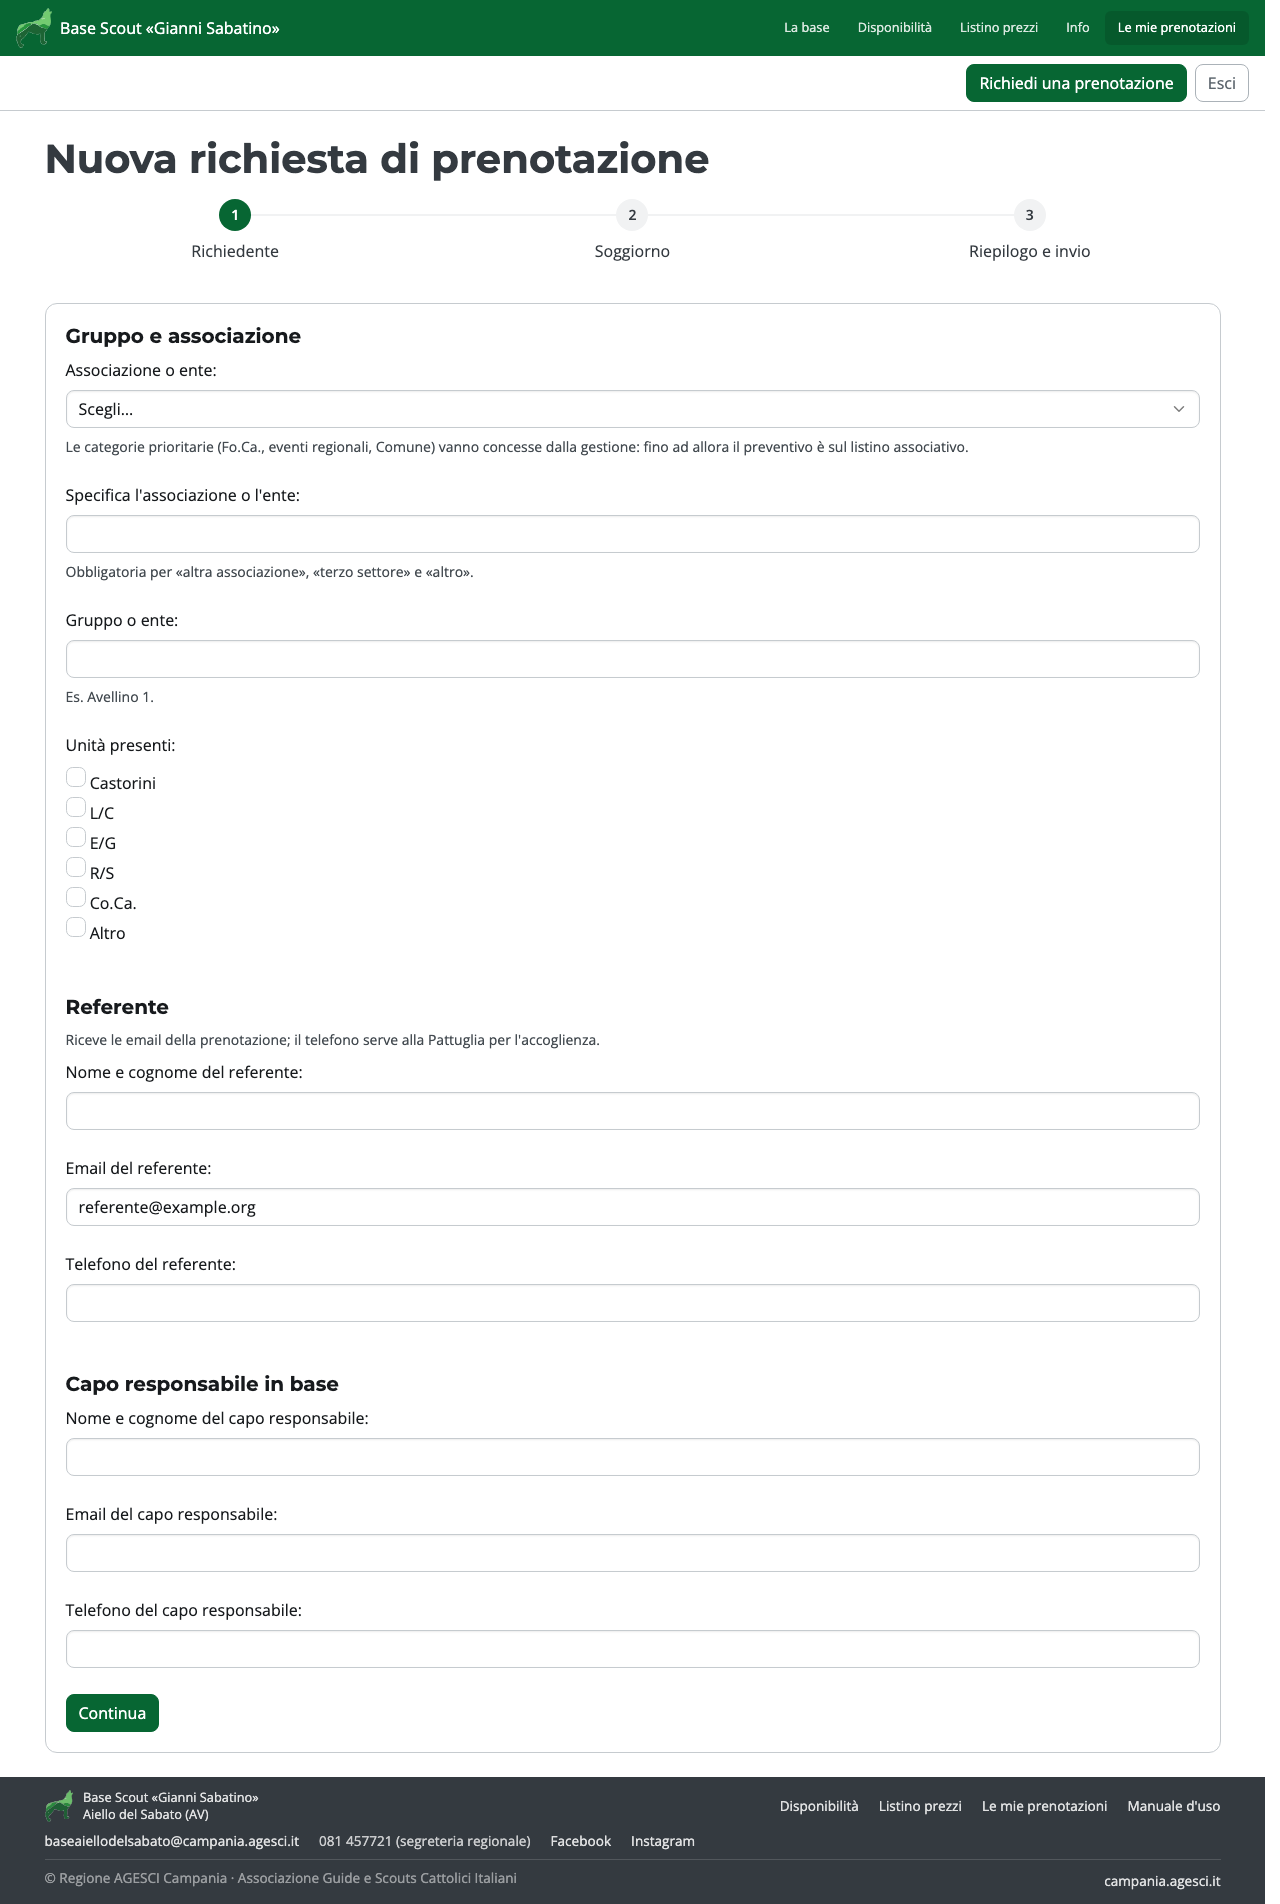 Base Scout «Gianni Sabatino»
La base
Disponibilità
Listino prezzi
Info
Le mie prenotazioni
Richiedi una prenotazione
Esci
Nuova richiesta di prenotazione
1
2
3
Richiedente
Soggiorno
Riepilogo e invio
Gruppo e associazione
Associazione o ente:
Scegli...
Le categorie prioritarie (Fo.Ca., eventi regionali, Comune) vanno concesse dalla gestione: fino ad allora il preventivo è sul listino associativo.
Specifica l'associazione o l'ente:
Obbligatoria per «altra associazione», «terzo settore» e «altro».
Gruppo o ente:
Es. Avellino 1.
Unità presenti:
Castorini
L/C
E/G
R/S
Co.Ca.
Altro
Referente
Riceve le email della prenotazione; il telefono serve alla Pattuglia per l'accoglienza.
Nome e cognome del referente:
Email del referente:
referente@example.org
Telefono del referente:
Capo responsabile in base
Nome e cognome del capo responsabile:
Email del capo responsabile:
Telefono del capo responsabile:
Continua
Base Scout «Gianni Sabatino»
Aiello del Sabato (AV)
Disponibilità
Listino prezzi
Le mie prenotazioni
Manuale d'uso
baseaiellodelsabato@campania.agesci.it
081 457721 (segreteria regionale)
Facebook
Instagram
© Regione AGESCI Campania · Associazione Guide e Scouts Cattolici Italiani
campania.agesci.it